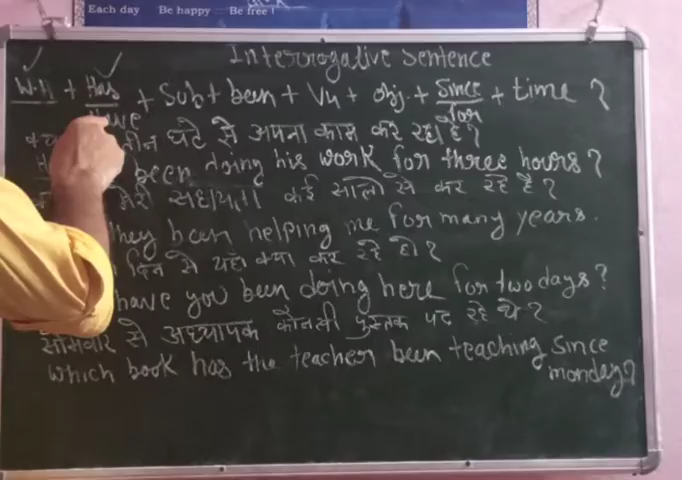 Each day Be happy Be free!
Interrogative Sentence
W.H + Has + Sub + been + V4 + obj. + Since + time ?
have for
तीन घंटे से अपना काम कर रहा है?
been doing his work for three hours?
मेरी सहायता कई सालो से कर रहे है?
they been helping me for many years.
दिन से यहाँ क्या कर रहे हो?
have you been doing here for two days?
सोमवार से अध्यापक कौनसी पुस्तक पढ़ रहे थे?
which book has the teacher been teaching since
monday?